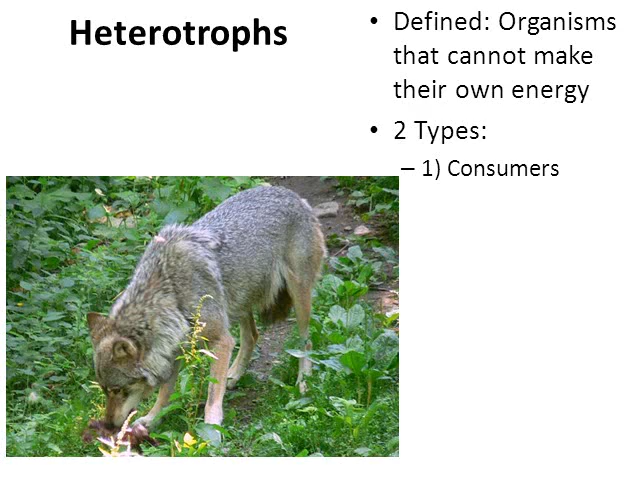 Heterotrophs
• Defined: Organisms
that cannot make
their own energy
• 2 Types:
– 1) Consumers